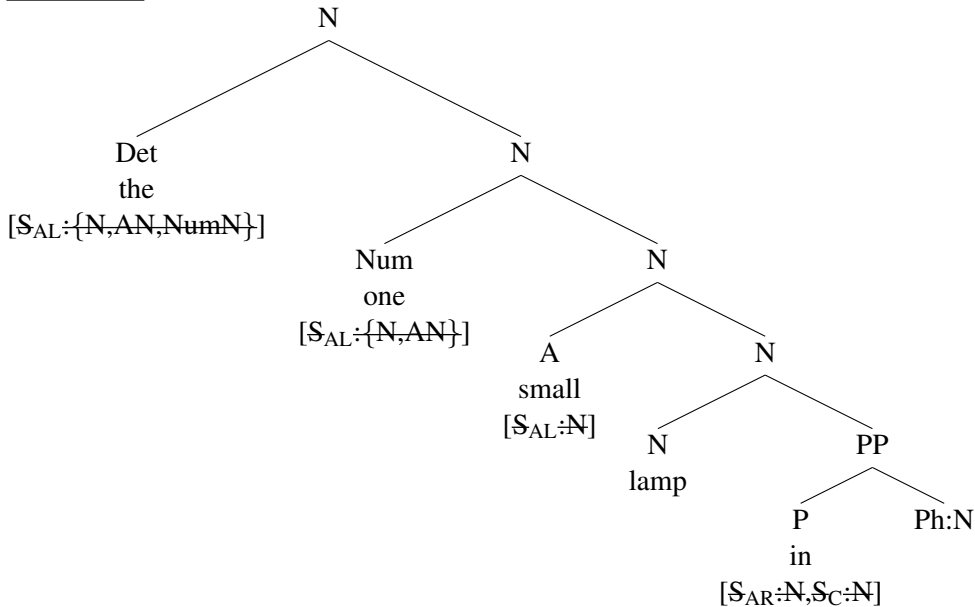 N
Det
the
[S_AL:{N,AN,NumN}]
N
Num
one
[S_AL:{N,AN}]
N
A
small
[S_AL:N]
N
N
lamp
PP
P
in
[S_AR:N,S_C:N]
Ph:N